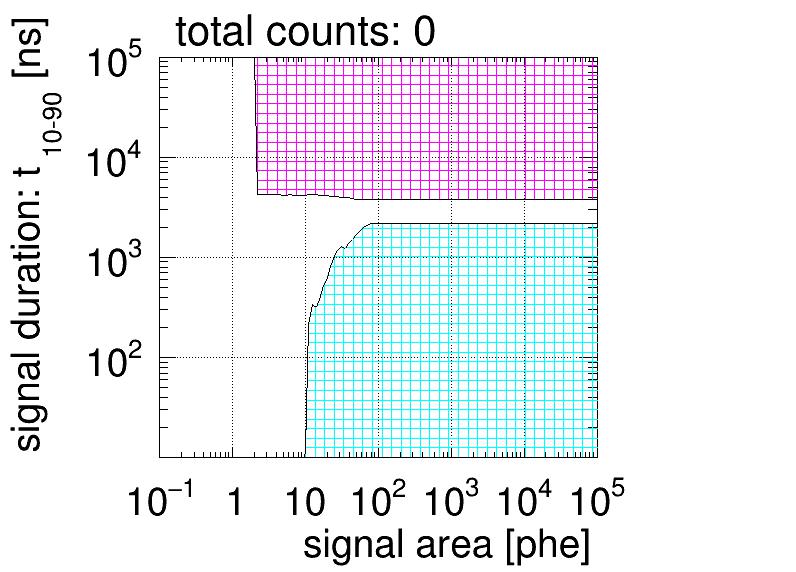 total counts: 0
signal duration: t 10-90 [ns]
10^5
10^4
10^3
10^2
10^−1 1 10 10^2 10^3 10^4 10^5
signal area [phe]